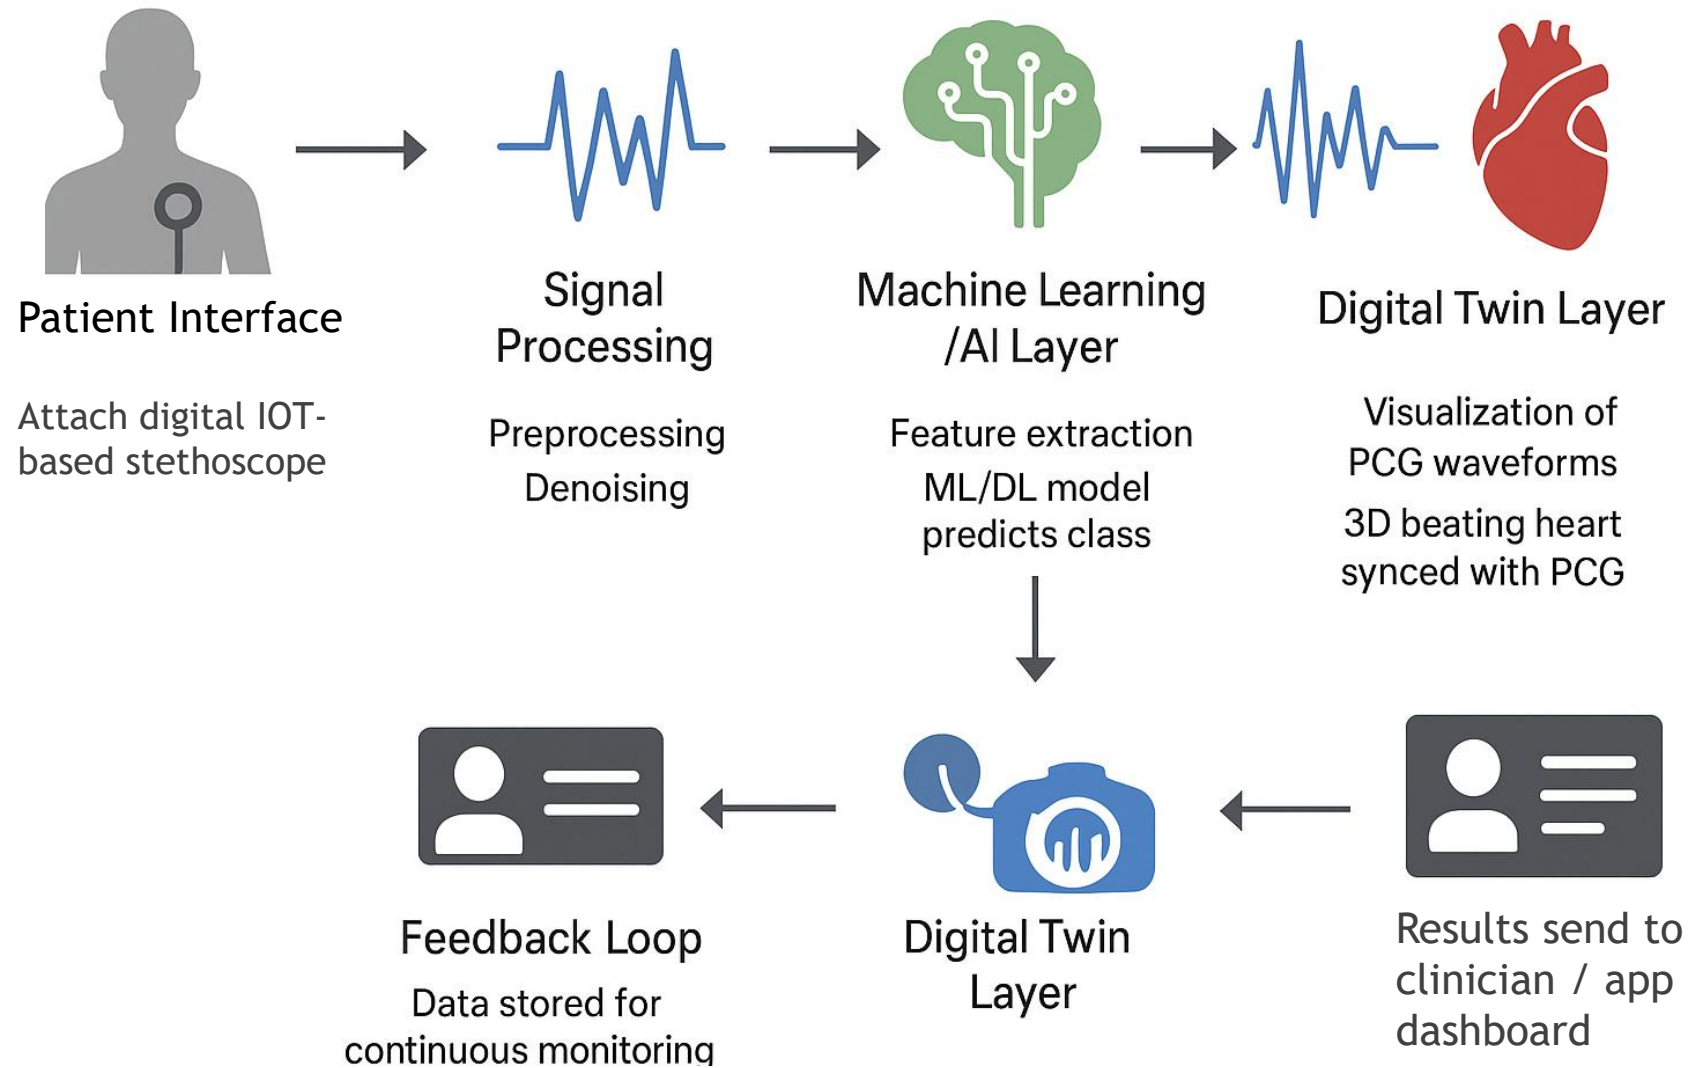 Patient Interface
Attach digital IOT-
based stethoscope
Signal
Processing
Preprocessing
Denoising
Machine Learning
/AI Layer
Feature extraction
ML/DL model
predicts class
Digital Twin Layer
Visualization of
PCG waveforms
3D beating heart
synced with PCG
Feedback Loop
Data stored for
continuous monitoring
Digital Twin
Layer
Results send to
clinician / app
dashboard